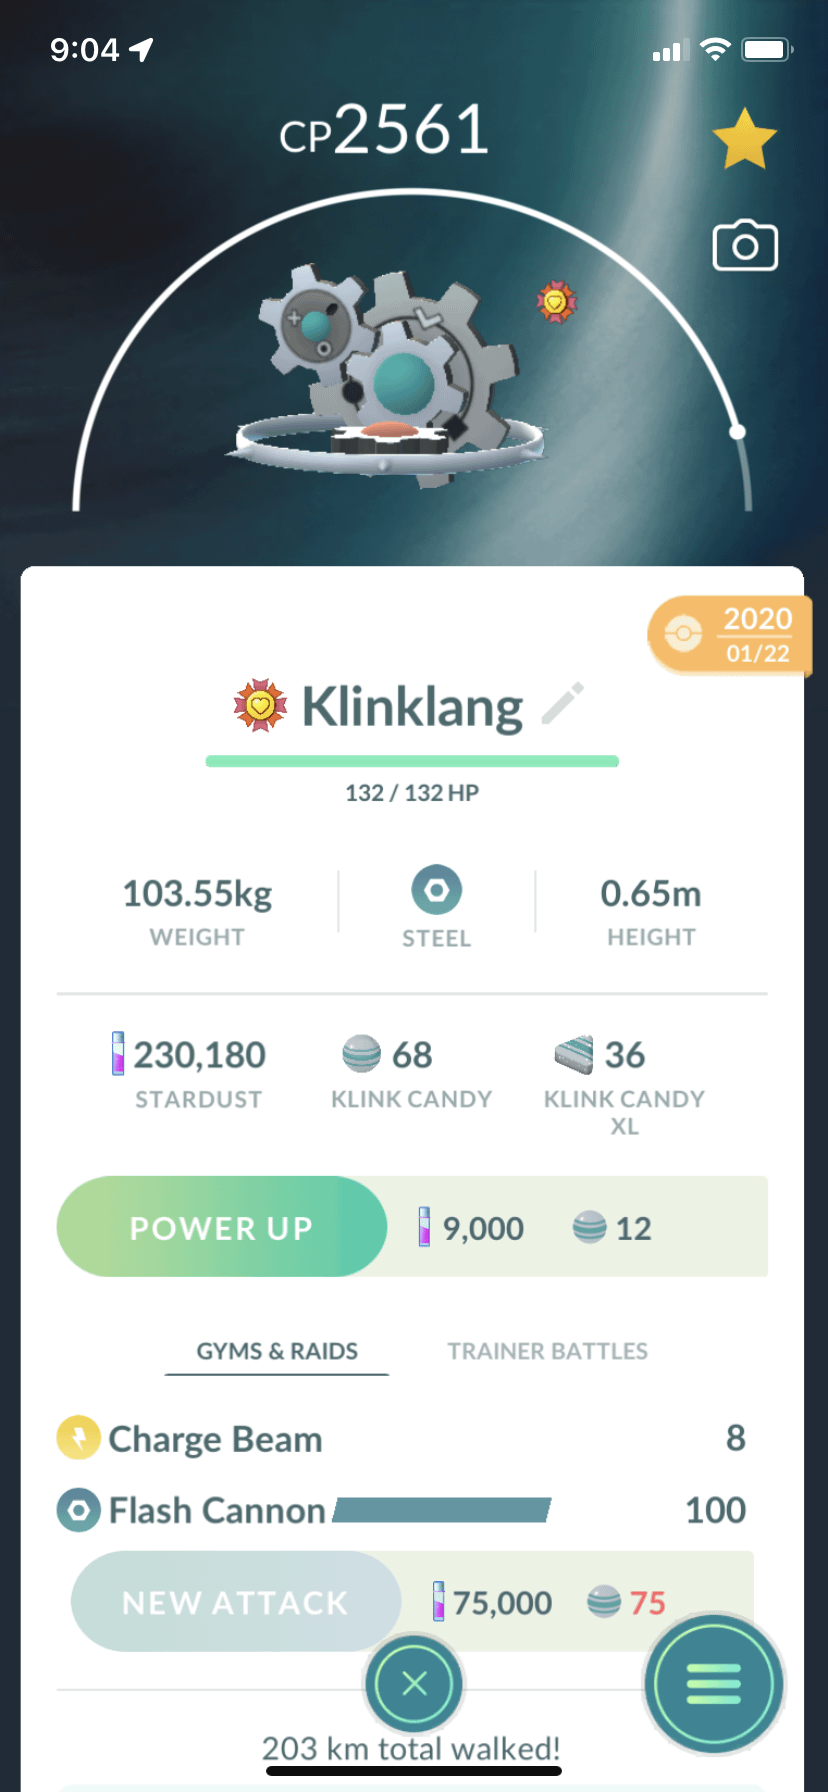 9:04
CP2561
2020
01/22
Klinklang
132 / 132 HP
103.55kg
WEIGHT
STEEL
0.65m
HEIGHT
230,180
STARDUST
68
KLINK CANDY
36
KLINK CANDY
XL
POWER UP
9,000
12
GYMS & RAIDS
TRAINER BATTLES
Charge Beam
8
Flash Cannon
100
NEW ATTACK
75,000
75
203 km total walked!